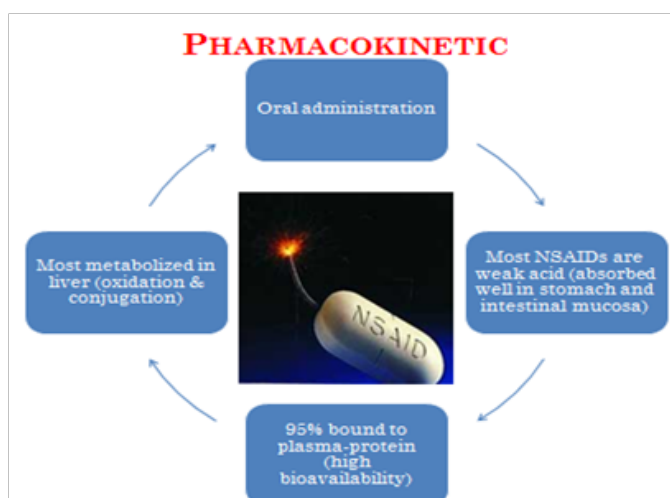 PHARMACOKINETIC
Oral administration
Most NSAIDs are
weak acid (absorbed
well in stomach and
intestinal mucosa)
95% bound to
plasma-protein
(high
bioavailability)
Most metabolized in
liver (oxidation &
conjugation)
NSAID